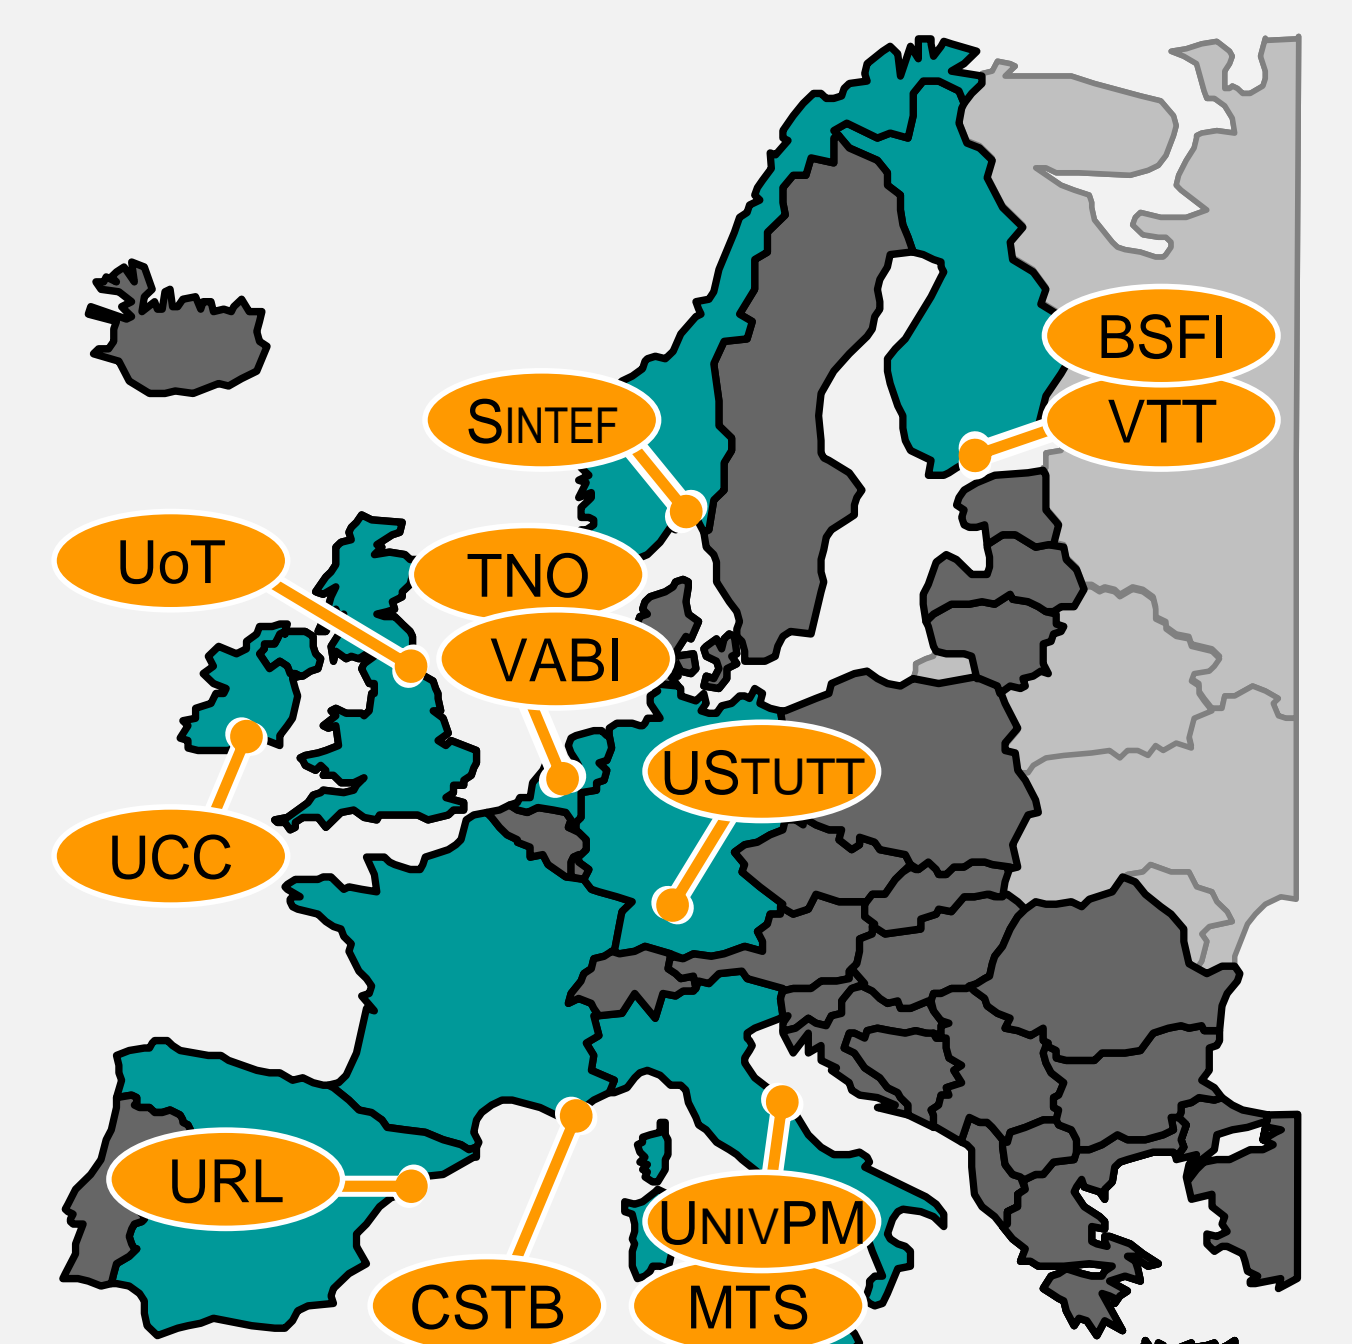 BSFI
VTT
SINTEF
UoT
TNO
VABI
USTUTT
UCC
URL
UNIVPM
CSTB
MTS